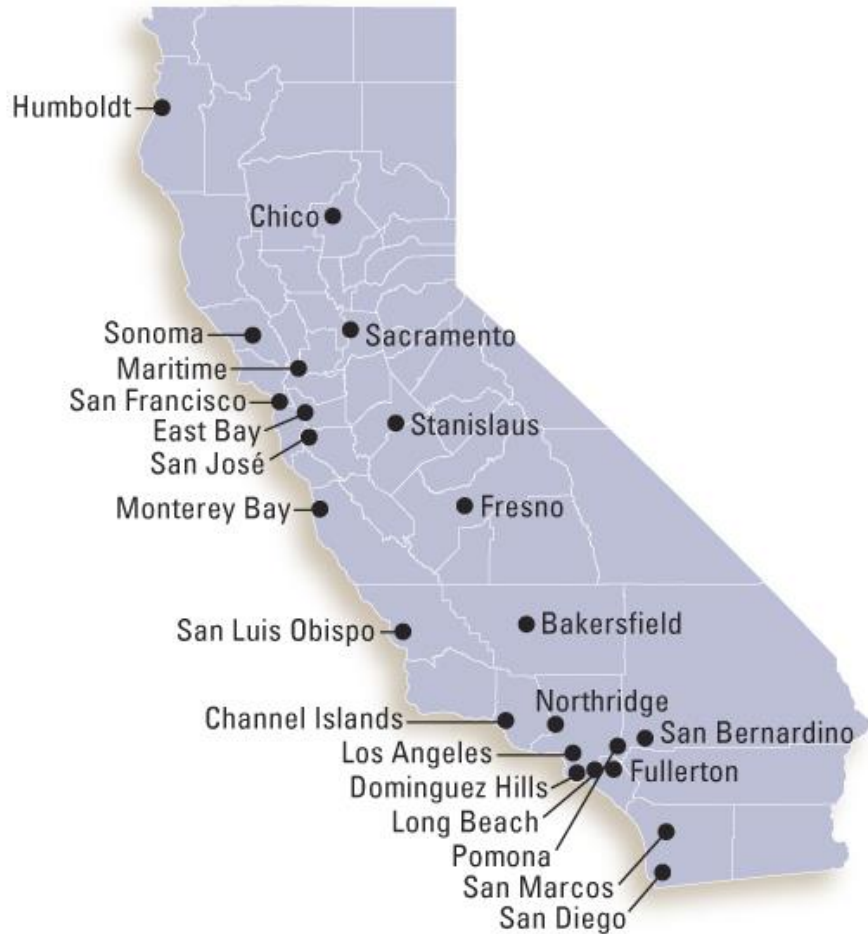 Humboldt
Chico
Sonoma
Sacramento
Maritime
San Francisco
East Bay
Stanislaus
San José
Monterey Bay
Fresno
San Luis Obispo
Bakersfield
Northridge
Channel Islands
San Bernardino
Los Angeles
Fullerton
Dominguez Hills
Long Beach
Pomona
San Marcos
San Diego